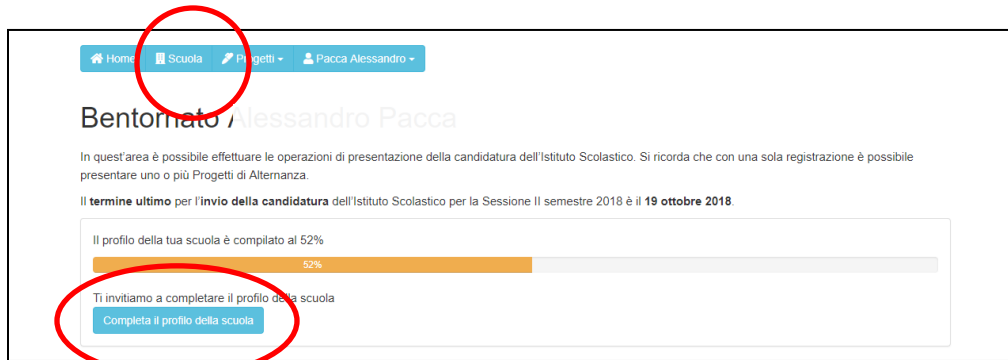 Home Scuola Progetti Pacca Alessandro
Bentornato Alessandro Pacca
In quest'area è possibile effettuare le operazioni di presentazione della candidatura dell'Istituto Scolastico. Si ricorda che con una sola registrazione è possibile
presentare uno o più Progetti di Alternanza.
Il termine ultimo per l'invio della candidatura dell'Istituto Scolastico per la Sessione II semestre 2018 è il 19 ottobre 2018.
Il profilo della tua scuola è compilato al 52%
52%
Ti invitiamo a completare il profilo della scuola
Completa il profilo della scuola